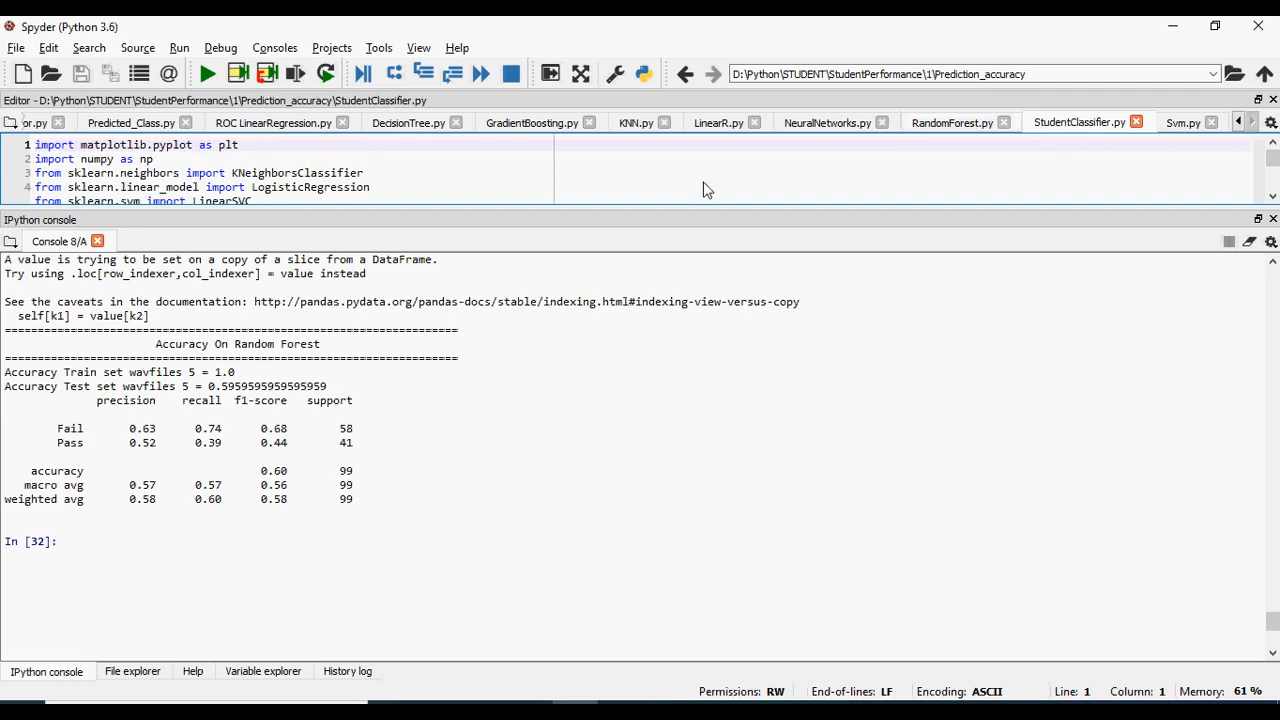 Spyder (Python 3.6)
File Edit Search Source Run Debug Consoles Projects Tools View Help
D:\Python\STUDENT\StudentPerformance\1\Prediction_accuracy
Editor - D:\Python\STUDENT\StudentPerformance\1\Prediction_accuracy\StudentClassifier.py
or.py Predicted_Class.py ROC LinearRegression.py DecisionTree.py GradientBoosting.py KNN.py LinearR.py NeuralNetworks.py RandomForest.py StudentClassifier.py Svm.py
1 import matplotlib.pyplot as plt
2 import numpy as np
3 from sklearn.neighbors import KNeighborsClassifier
4 from sklearn.linear_model import LogisticRegression
from sklearn.svm import LinearSVC
IPython console
Console 8/A
A value is trying to be set on a copy of a slice from a DataFrame.
Try using .loc[row_indexer,col_indexer] = value instead
See the caveats in the documentation: http://pandas.pydata.org/pandas-docs/stable/indexing.html#indexing-view-versus-copy
self[k1] = value[k2]
=====================================================================
Accuracy On Random Forest
=====================================================================
Accuracy Train set wavfiles 5 = 1.0
Accuracy Test set wavfiles 5 = 0.5959595959595959
precision recall f1-score support
Fail 0.63 0.74 0.68 58
Pass 0.52 0.39 0.44 41
accuracy 0.60 99
macro avg 0.57 0.57 0.56 99
weighted avg 0.58 0.60 0.58 99
In [32]:
IPython console File explorer Help Variable explorer History log
Permissions: RW End-of-lines: LF Encoding: ASCII Line: 1 Column: 1 Memory: 61 %